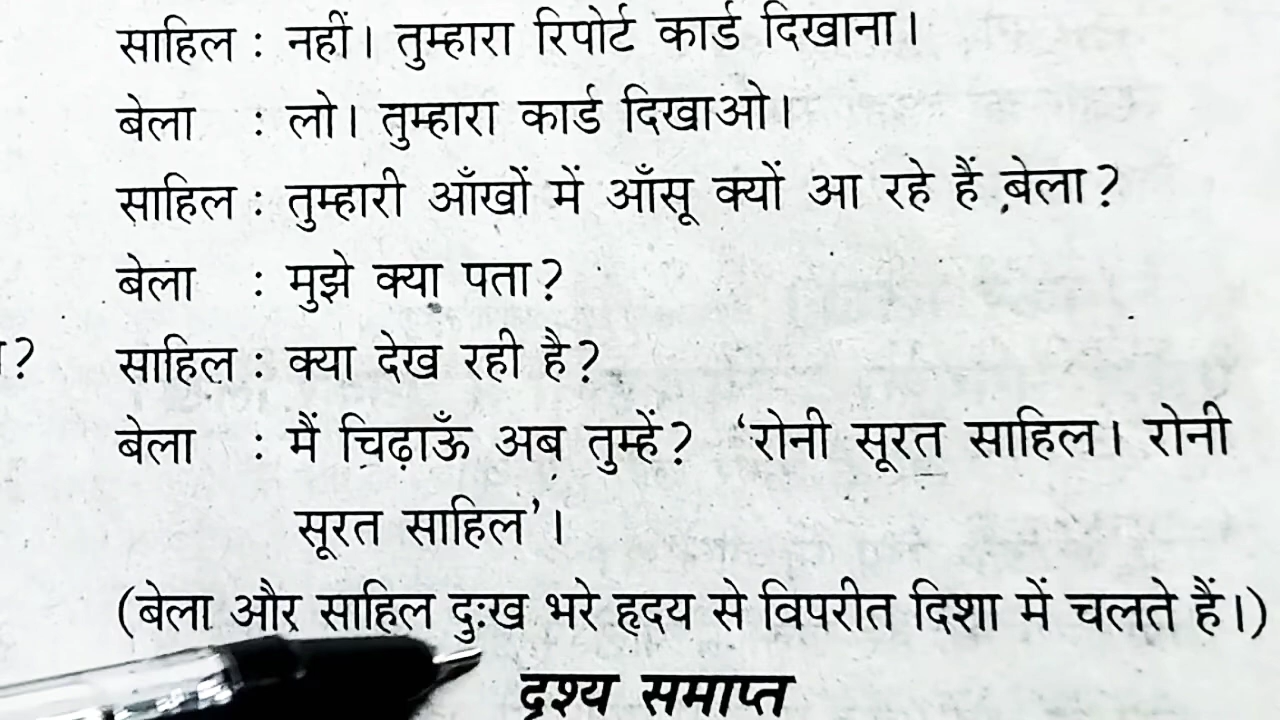 साहिल : नहीं। तुम्हारा रिपोर्ट कार्ड दिखाना।
बेला : लो। तुम्हारा कार्ड दिखाओ।
साहिल : तुम्हारी आँखों में आँसू क्यों आ रहे हैं बेला?
बेला : मुझे क्या पता?
साहिल : क्या देख रही है?
बेला : मैं चिढ़ाऊँ अब तुम्हें? ‘रोनी सूरत साहिल। रोनी
सूरत साहिल’।
(बेला और साहिल दुःख भरे हृदय से विपरीत दिशा में चलते हैं।)
दृश्य समाप्त